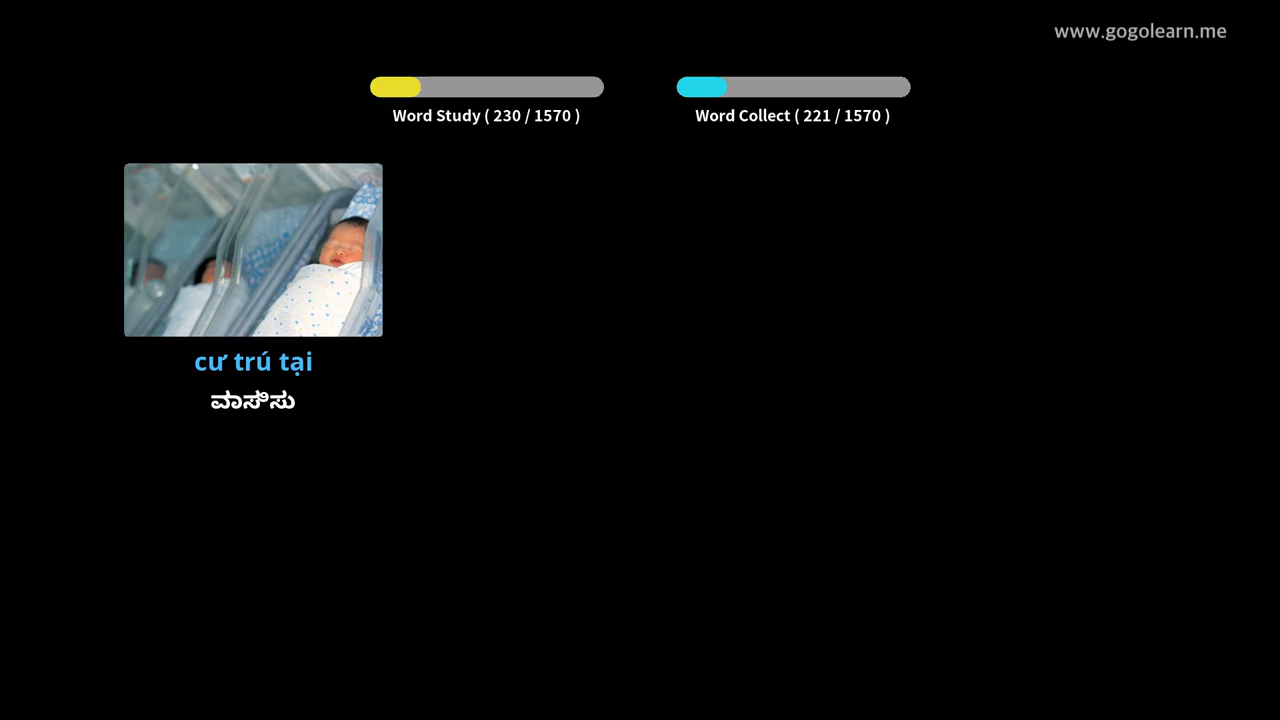 www.gogolearn.me
Word Study ( 230 / 1570 )
Word Collect ( 221 / 1570 )
cư trú tại
ವಾಸಿಸು